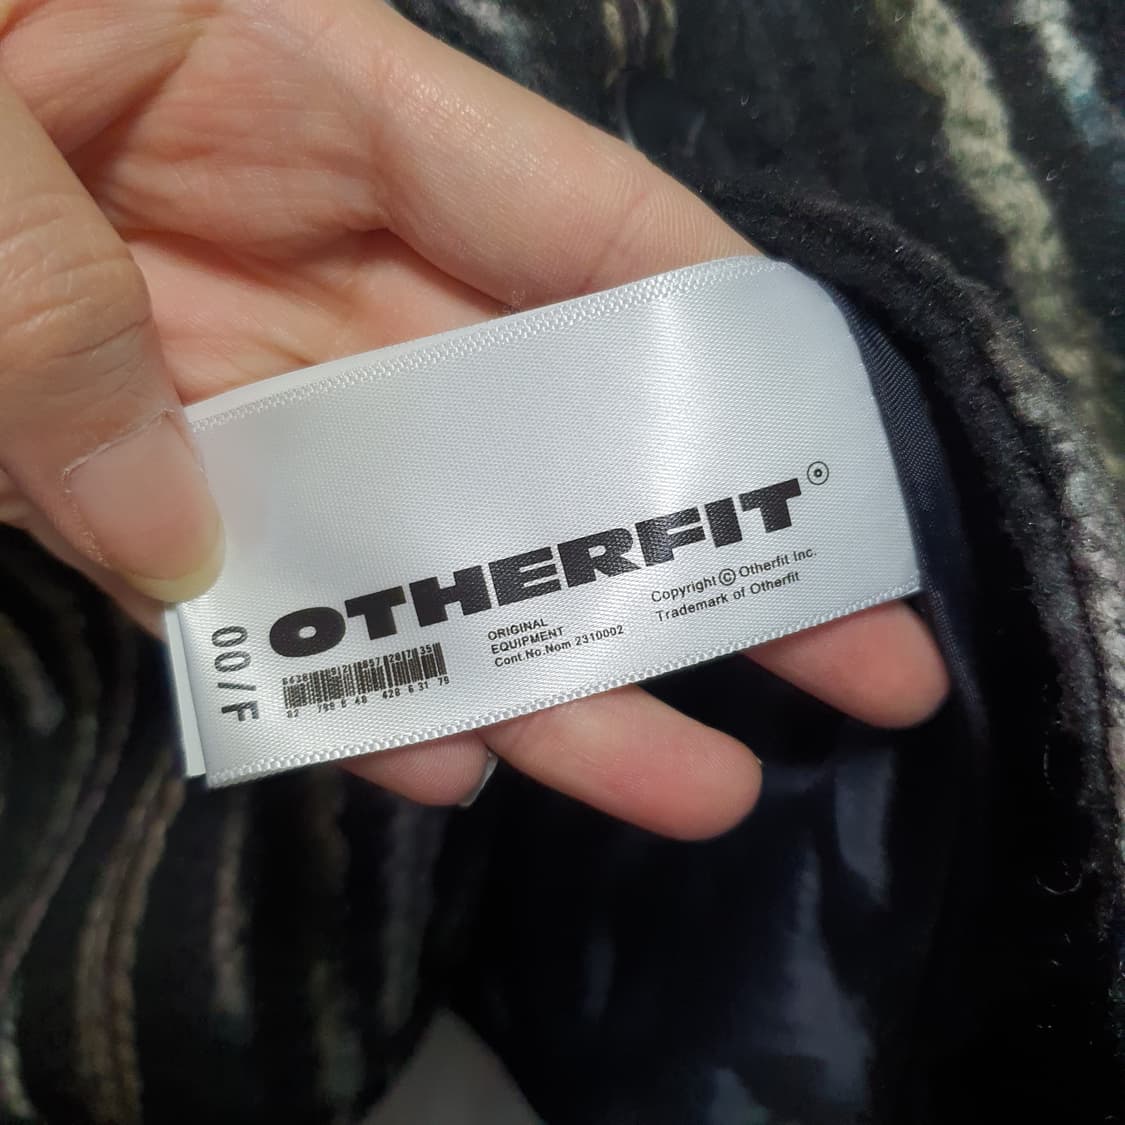 OTHERFIT
00//F
ORIGINAL
EQUIPMENT
Cont.No.Nom 2310002
Copyright © Otherfit Inc.
Trademark of Otherfit